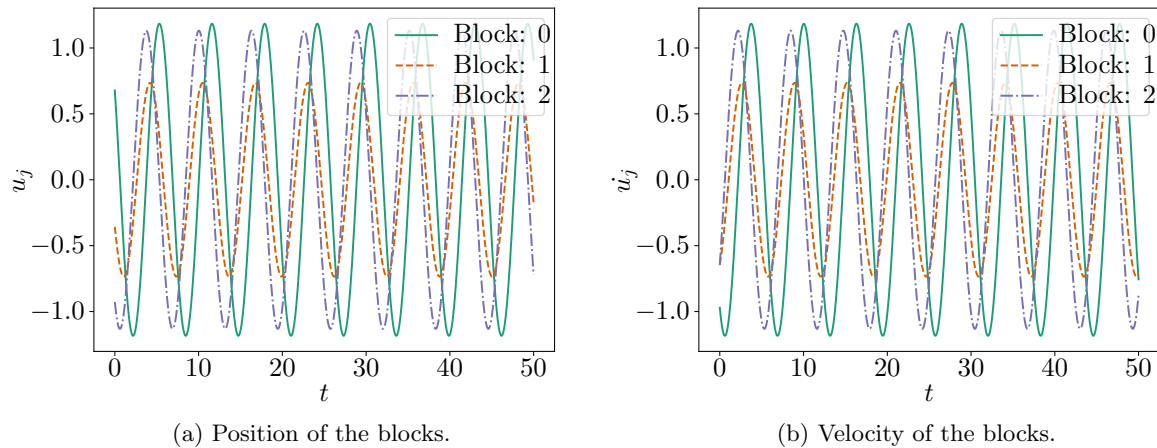 1.0
0.5
0.0
−0.5
−1.0
u_j
0
10
20
30
40
50
t
Block: 0
Block: 1
Block: 2
(a) Position of the blocks.
1.0
0.5
0.0
−0.5
−1.0
u̇_j
0
10
20
30
40
50
t
Block: 0
Block: 1
Block: 2
(b) Velocity of the blocks.